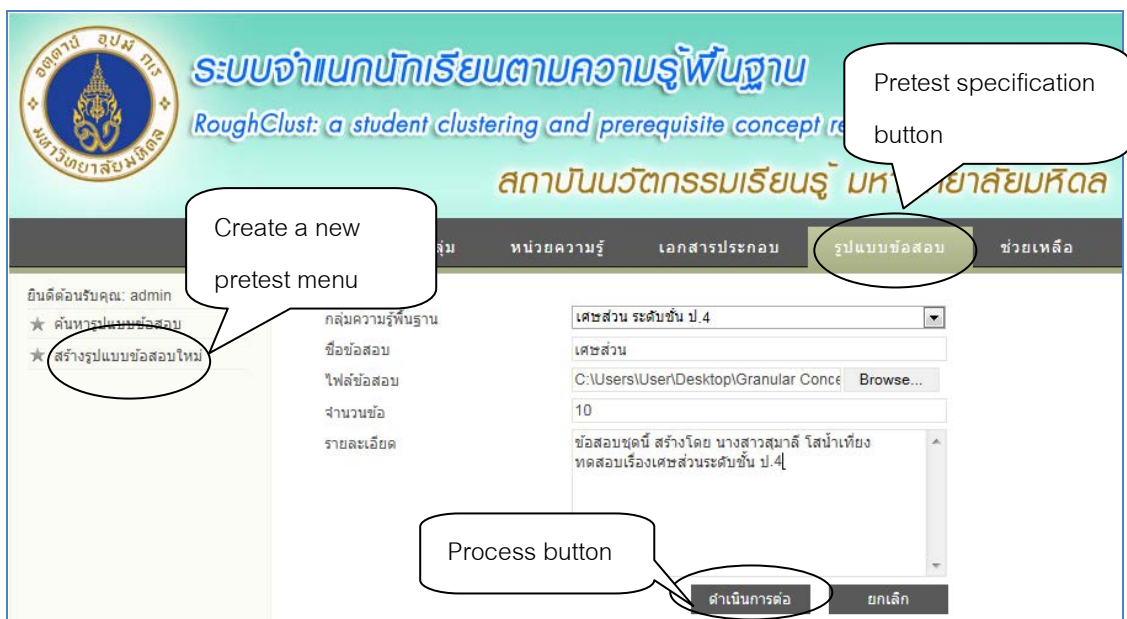 อตฺตานํ อุปมํ กเร
มหาวิทยาลัยมหิดล
ระบบจำแนกนักเรียนตามความรู้พื้นฐาน
RoughClust: a student clustering and prerequisite concept
สถาบันนวัตกรรมเรียนรู้
Pretest specification
button
Create a new
pretest menu
หน่วยความรู้ เอกสารประกอบ รูปแบบข้อสอบ ช่วยเหลือ
ยินดีต้อนรับคุณ: admin
ค้นหารูปแบบข้อสอบ
สร้างรูปแบบข้อสอบใหม่
กลุ่มความรู้พื้นฐาน เศษส่วน ระดับชั้น ป.4
ชื่อข้อสอบ เศษส่วน
ไฟล์ข้อสอบ C:\Users\User\Desktop\Granular Conce Browse...
จำนวนข้อ 10
รายละเอียด ข้อสอบชุดนี้ สร้างโดย นางสาวสุมาลี โสน้ำเที่ยง
ทดสอบเรื่องเศษส่วนระดับชั้น ป.4
Process button
ดำเนินการต่อ ยกเลิก